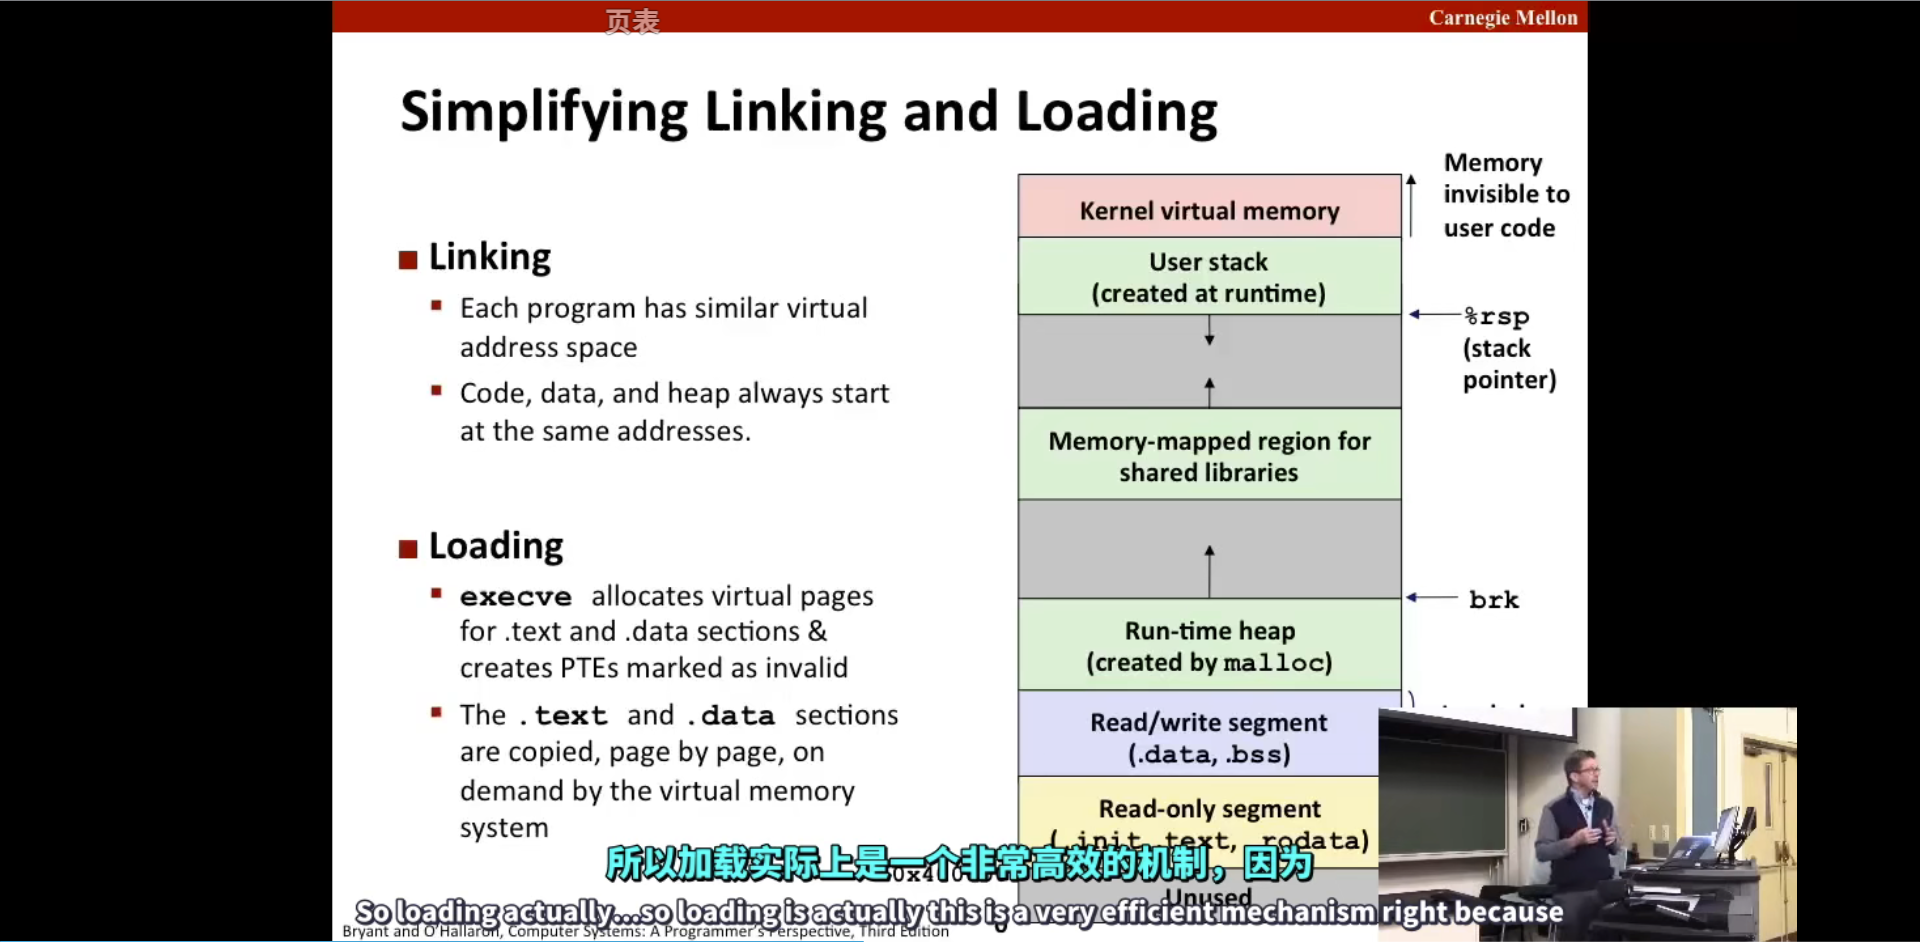 页表
Carnegie Mellon
Simplifying Linking and Loading
Linking
Each program has similar virtual
address space
Code, data, and heap always start
at the same addresses.
Loading
execve allocates virtual pages
for .text and .data sections &
creates PTEs marked as invalid
The .text and .data sections
are copied, page by page, on
demand by the virtual memory
system
Kernel virtual memory
User stack
(created at runtime)
Memory-mapped region for
shared libraries
Run-time heap
(created by malloc)
Read/write segment
(.data, .bss)
Read-only segment
(.init, .text, .rodata)
Unused
Memory
invisible to
user code
%rsp
(stack
pointer)
brk
0
所以加载实际上是一个非常高效的机制，因为
So loading actually...so loading is actually this is a very efficient mechanism right because
Bryant and O'Hallaron, Computer Systems: A Programmer's Perspective, Third Edition